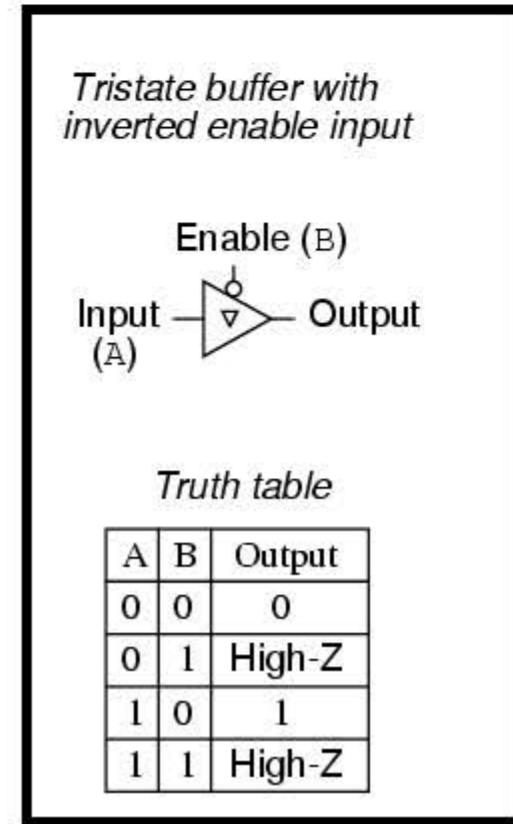 Tristate buffer with
inverted enable input
Enable (B)
Input
(A)
Output
Truth table
A B Output
0 0 0
0 1 High-Z
1 0 1
1 1 High-Z